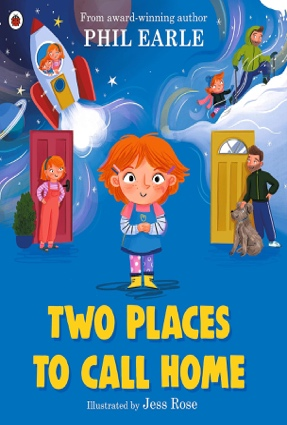 From award-winning author
PHIL EARLE
TWO PLACES
TO CALL HOME
Illustrated by Jess Rose